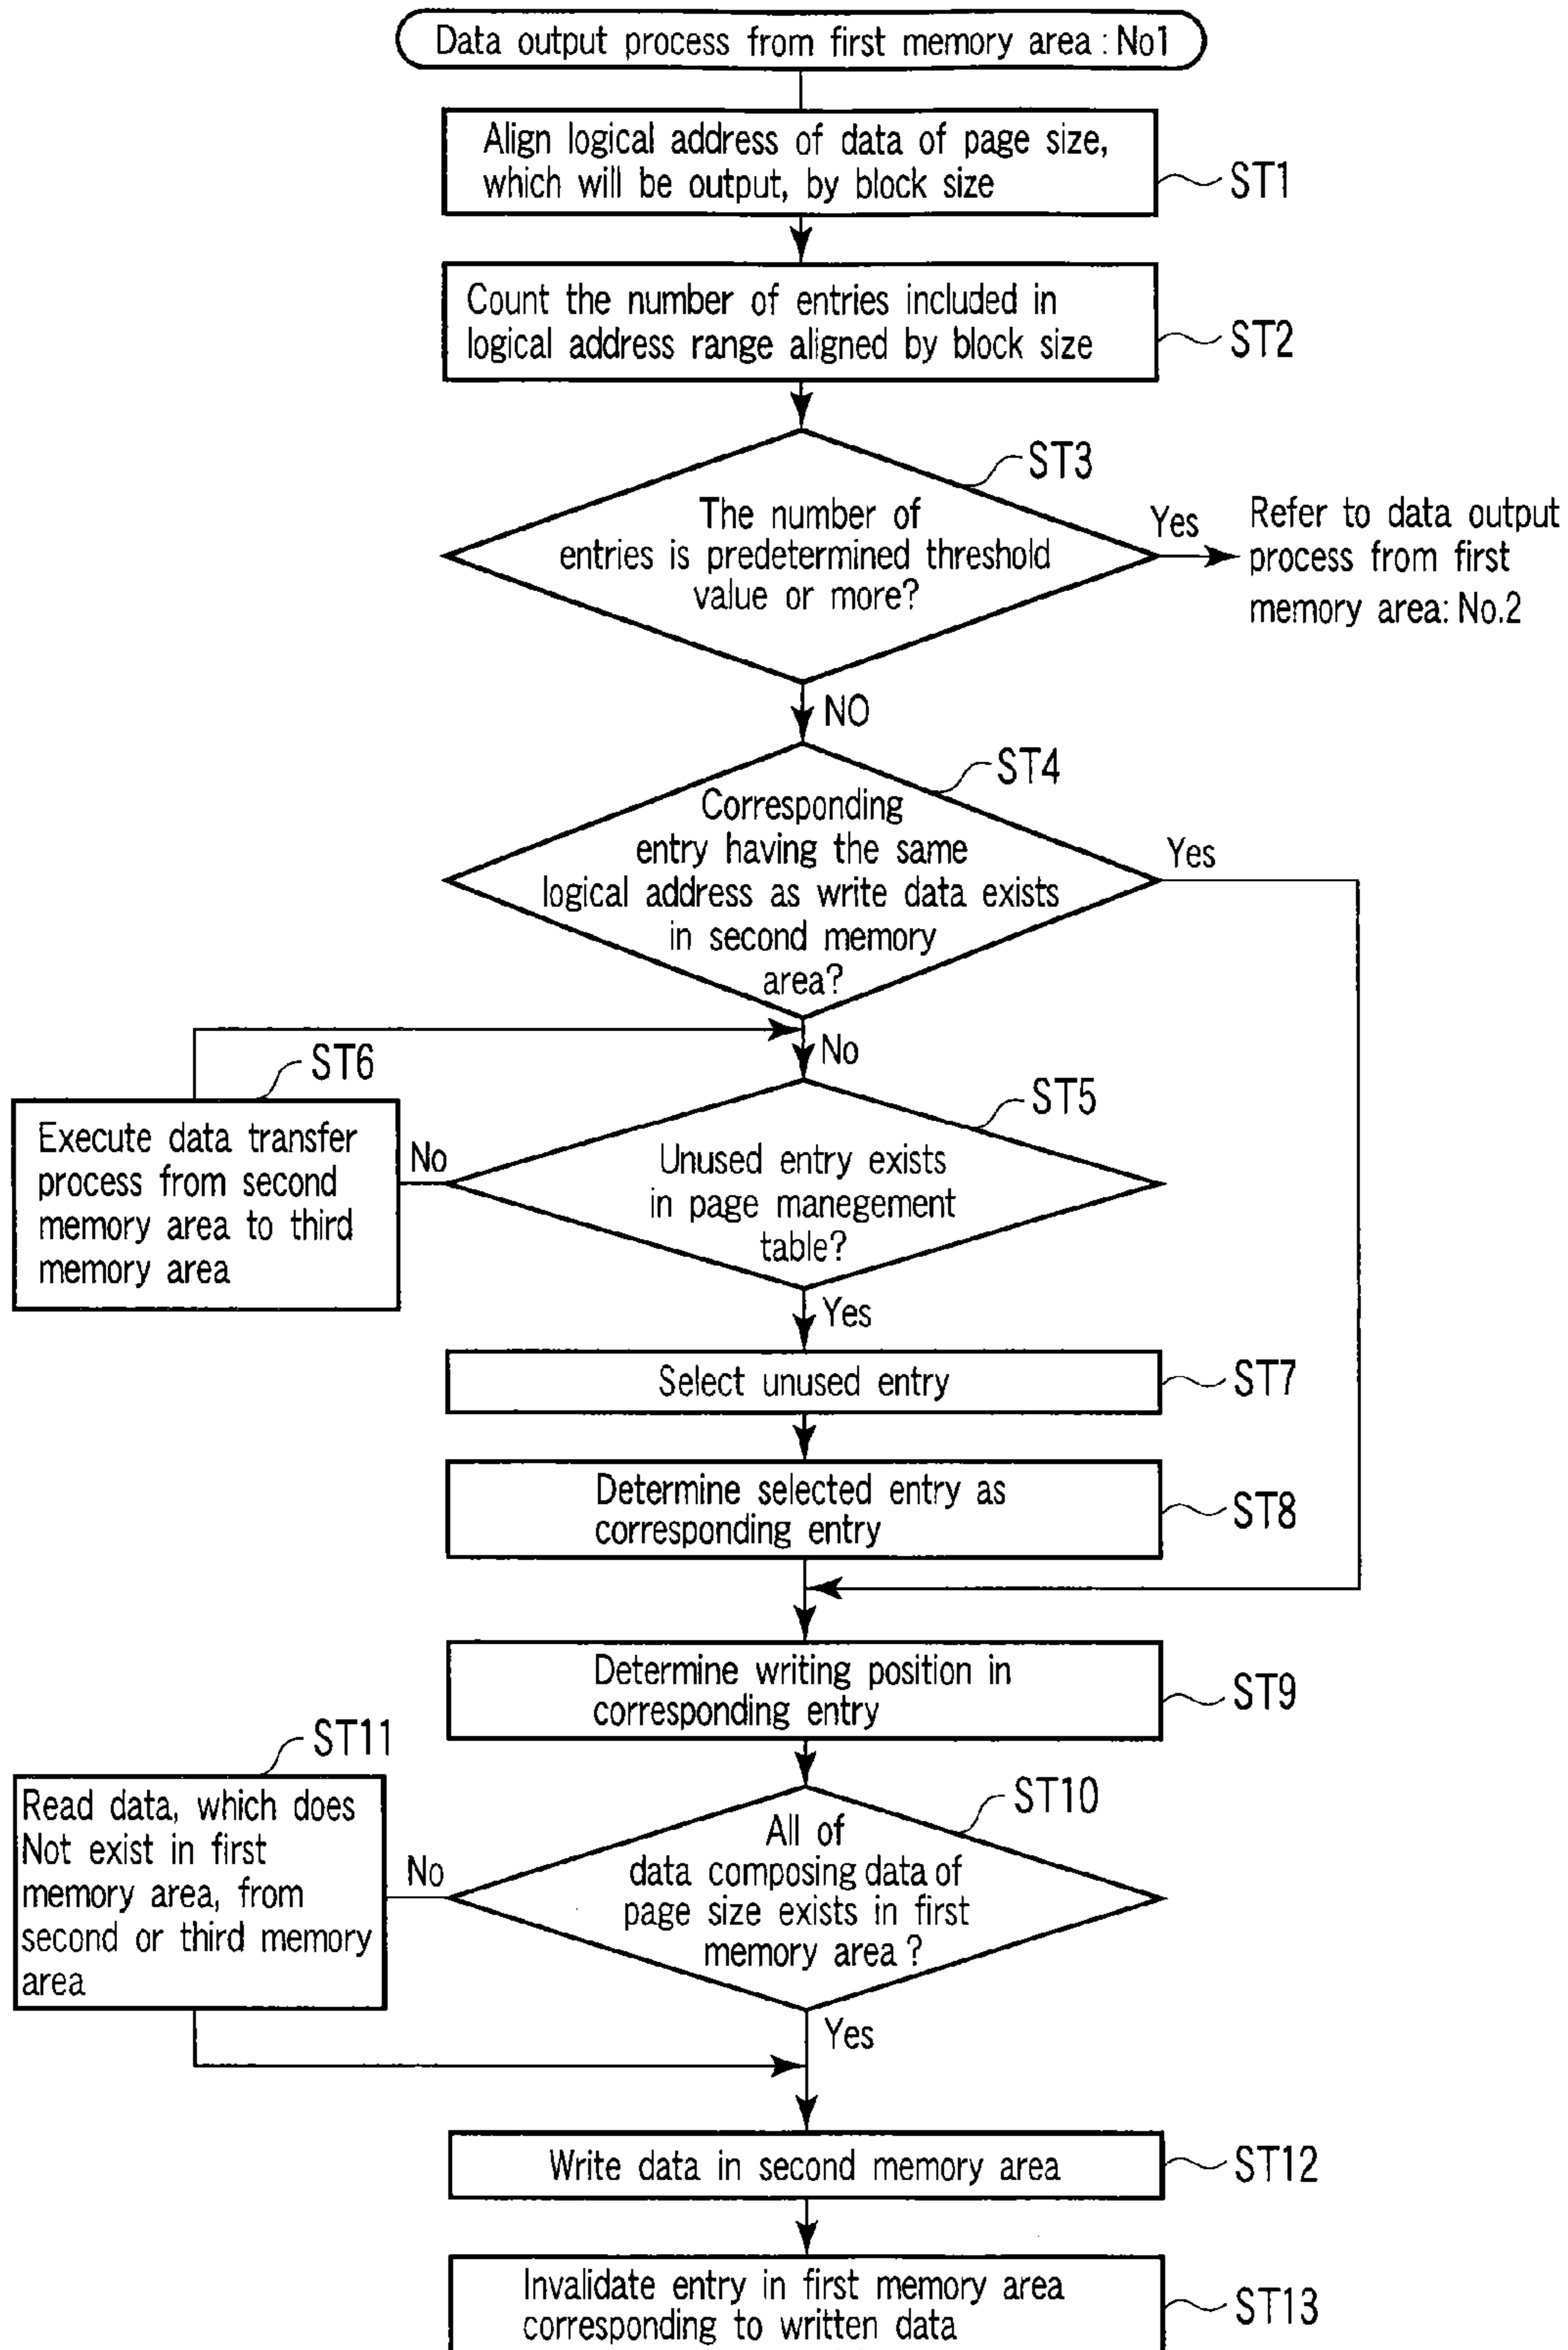 Data output process from first memory area : No1
Align logical address of data of page size,
which will be output, by block size
ST1
Count the number of entries included in
logical address range aligned by block size
ST2
ST3
The number of
entries is predetermined threshold
value or more?
Yes
Refer to data output
process from first
memory area: No.2
NO
ST4
Corresponding
entry having the same
logical address as write data exists
in second memory
area?
Yes
No
ST6
Execute data transfer
process from second
memory area to third
memory area
No
ST5
Unused entry exists
in page manegement
table?
Yes
Select unused entry
ST7
Determine selected entry as
corresponding entry
ST8
Determine writing position in
corresponding entry
ST9
ST11
Read data, which does
Not exist in first
memory area, from
second or third memory
area
No
ST10
All of
data composing data of
page size exists in first
memory area ?
Yes
Write data in second memory area
ST12
Invalidate entry in first memory area
corresponding to written data
ST13